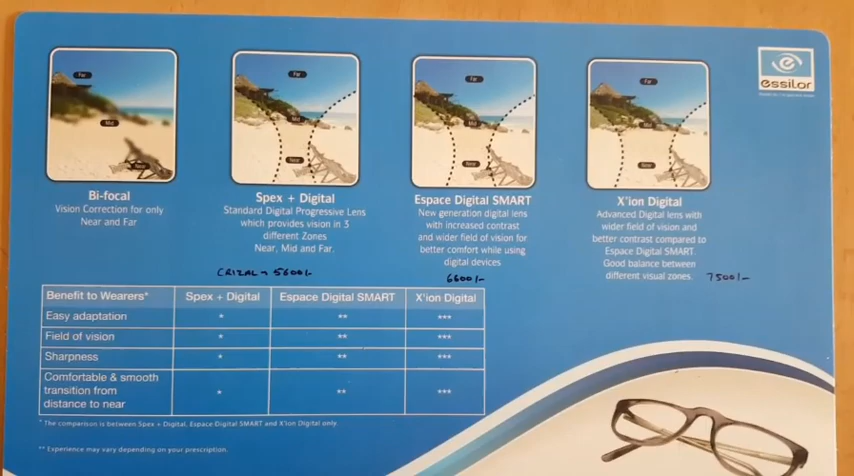 Far
Mid
Far
Mid
Near
Far
Mid
Near
Far
Mid
Near
essilor
Bi-focal
Vision Correction for only
Near and Far
Spex + Digital
Standard Digital Progressive Lens
which provides vision in 3
different Zones
Near, Mid and Far.
Espace Digital SMART
New generation digital lens
with increased contrast
and wider field of vision for
better comfort while using
digital devices
X'ion Digital
Advanced Digital lens with
wider field of vision and
better contrast compared to
Espace Digital SMART.
Good balance between
different visual zones.
CRIZAL → 5600/-
6600/-
7500/-
Benefit to Wearers* Spex + Digital Espace Digital SMART X'ion Digital
Easy adaptation * ** ***
Field of vision * ** ***
Sharpness * ** ***
Comfortable & smooth
transition from * ** ***
distance to near
* The comparison is between Spex + Digital, Espace Digital SMART and X'ion Digital only.
** Experience may vary depending on your prescription.